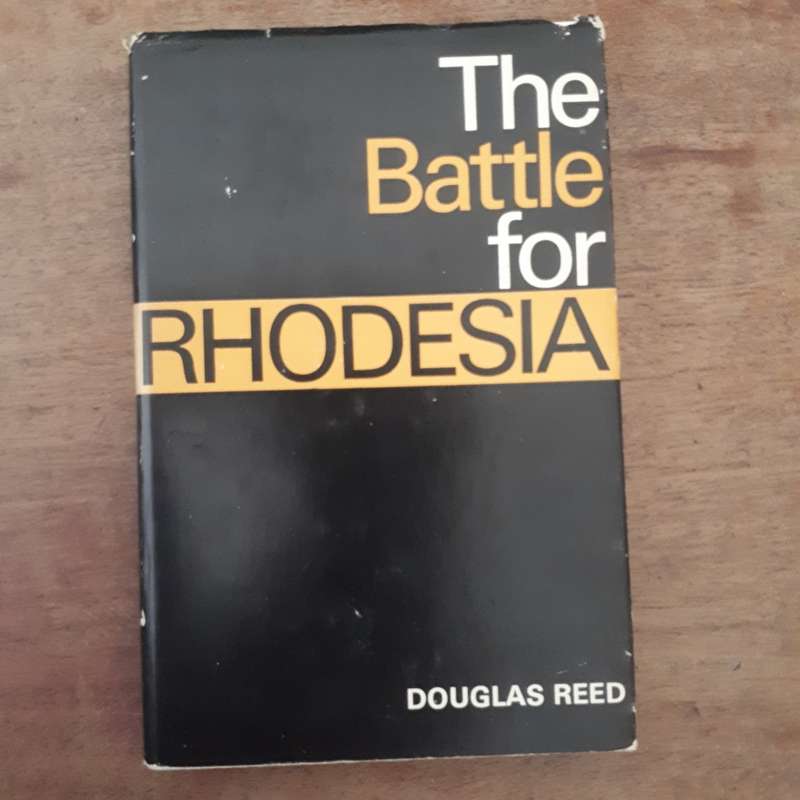 The
Battle
for
RHODESIA
DOUGLAS REED